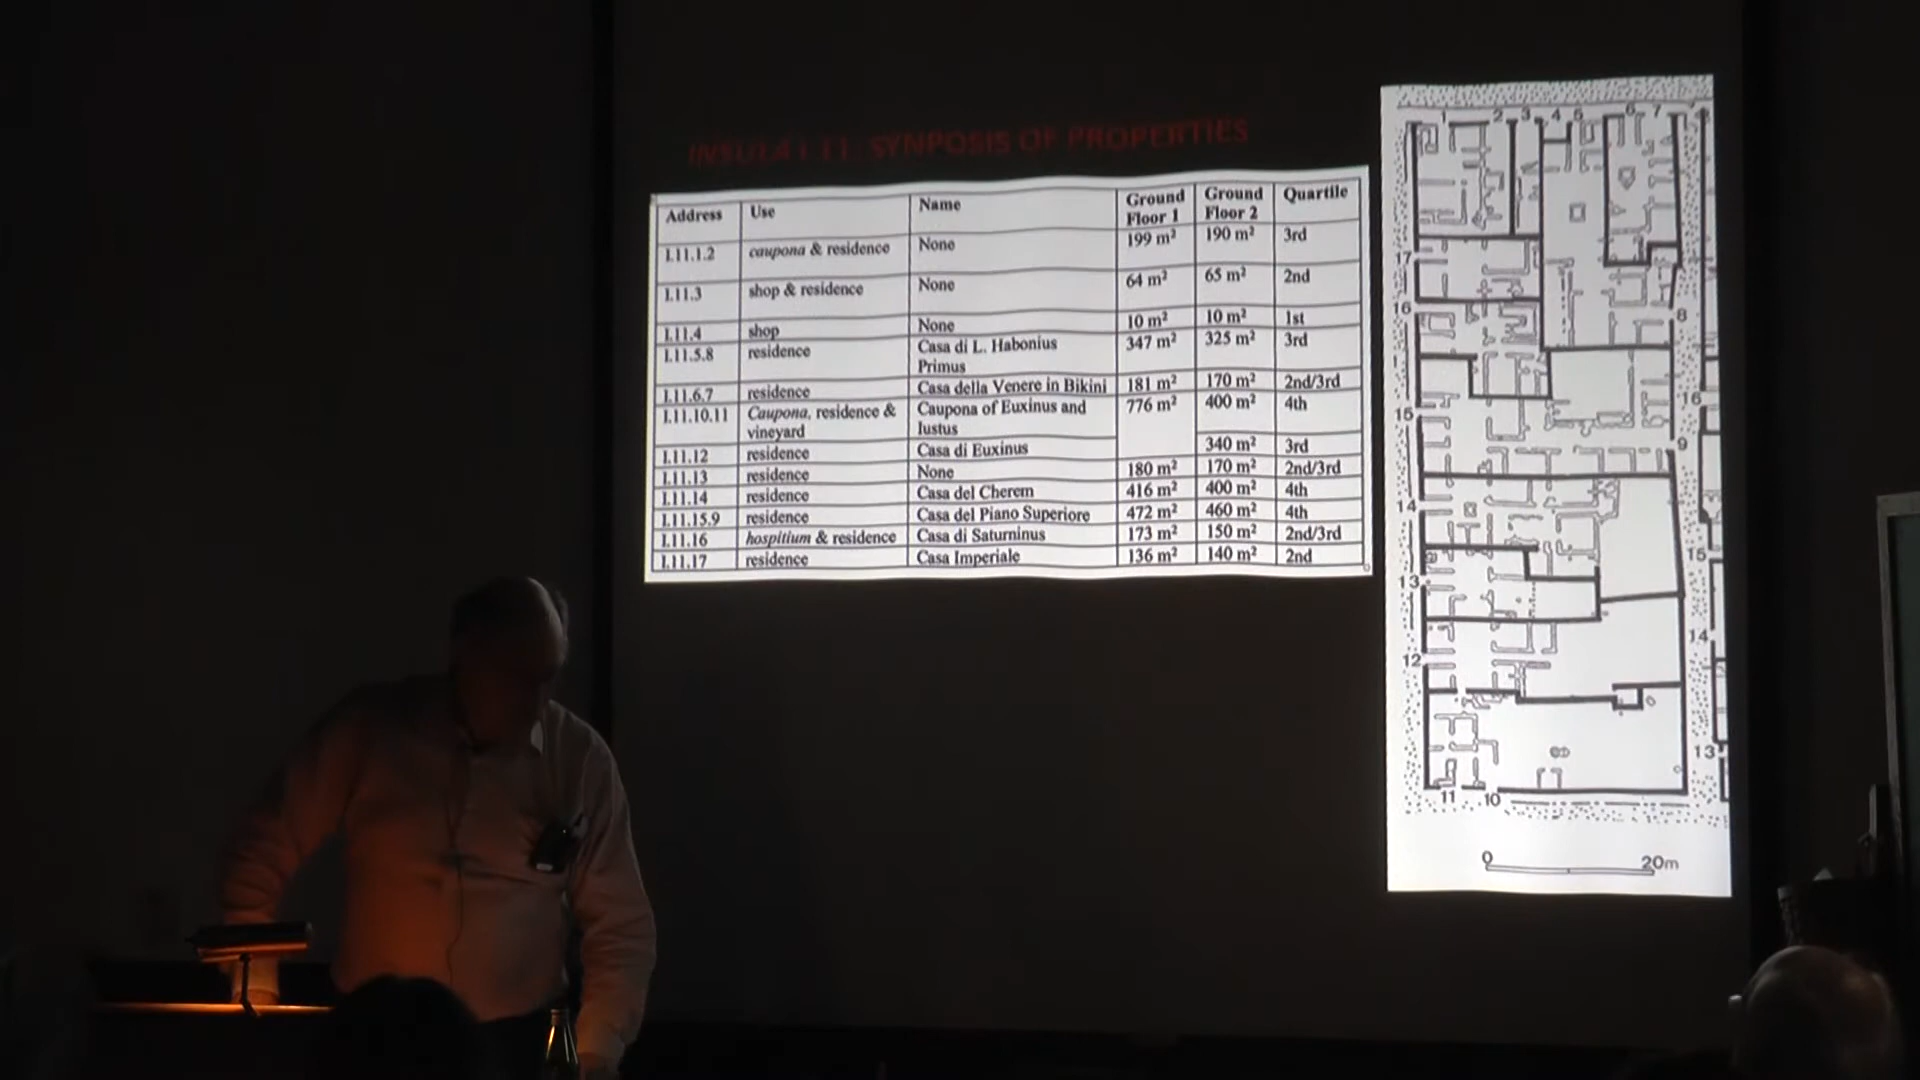 INSULA I 11: SYNPOSIS OF PROPERTIES
Address Use Name Ground Floor 1 Ground Floor 2 Quartile
I.11.1.2 caupona & residence None 199 m² 190 m² 3rd
I.11.3 shop & residence None 64 m² 65 m² 2nd
I.11.4 shop None 10 m² 10 m² 1st
I.11.5.8 residence Casa di L. Habonius Primus 347 m² 325 m² 3rd
I.11.6.7 residence Casa della Venere in Bikini 181 m² 170 m² 2nd/3rd
I.11.10.11 Caupona, residence & vineyard Caupona of Euxinus and Iustus 776 m² 400 m² 4th
I.11.12 residence Casa di Euxinus 340 m² 3rd
I.11.13 residence None 180 m² 170 m² 2nd/3rd
I.11.14 residence Casa del Cherem 416 m² 400 m² 4th
I.11.15.9 residence Casa del Piano Superiore 472 m² 460 m² 4th
I.11.16 hospitium & residence Casa di Saturninus 173 m² 150 m² 2nd/3rd
I.11.17 residence Casa Imperiale 136 m² 140 m² 2nd
1 2 3 4 5 6 7
17
16 8
16
15
9
14
15
13
14
12
13
11 10
0 20m